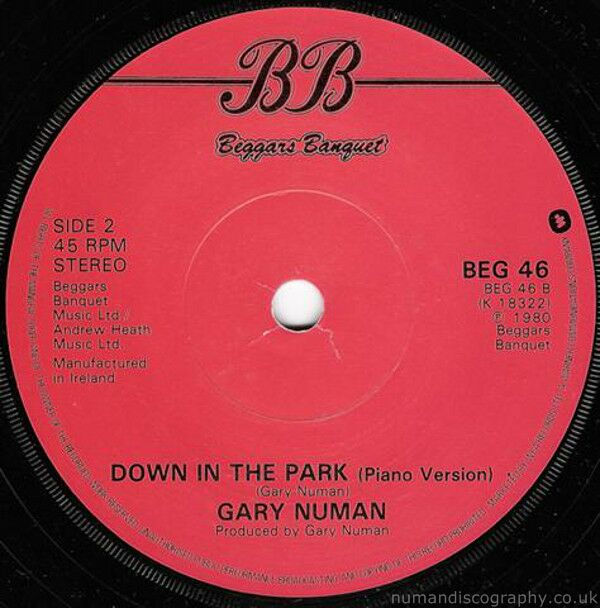 BB
Beggars Banquet
SIDE 2
45 RPM
STEREO
Beggars
Banquet
Music Ltd./
Andrew Heath
Music Ltd.
Manufactured
in Ireland
BEG 46
BEG 46 B
(K 18322)
℗ 1980
Beggars
Banquet
DOWN IN THE PARK (Piano Version)
(Gary Numan)
GARY NUMAN
Produced by Gary Numan
numandiscography.co.uk